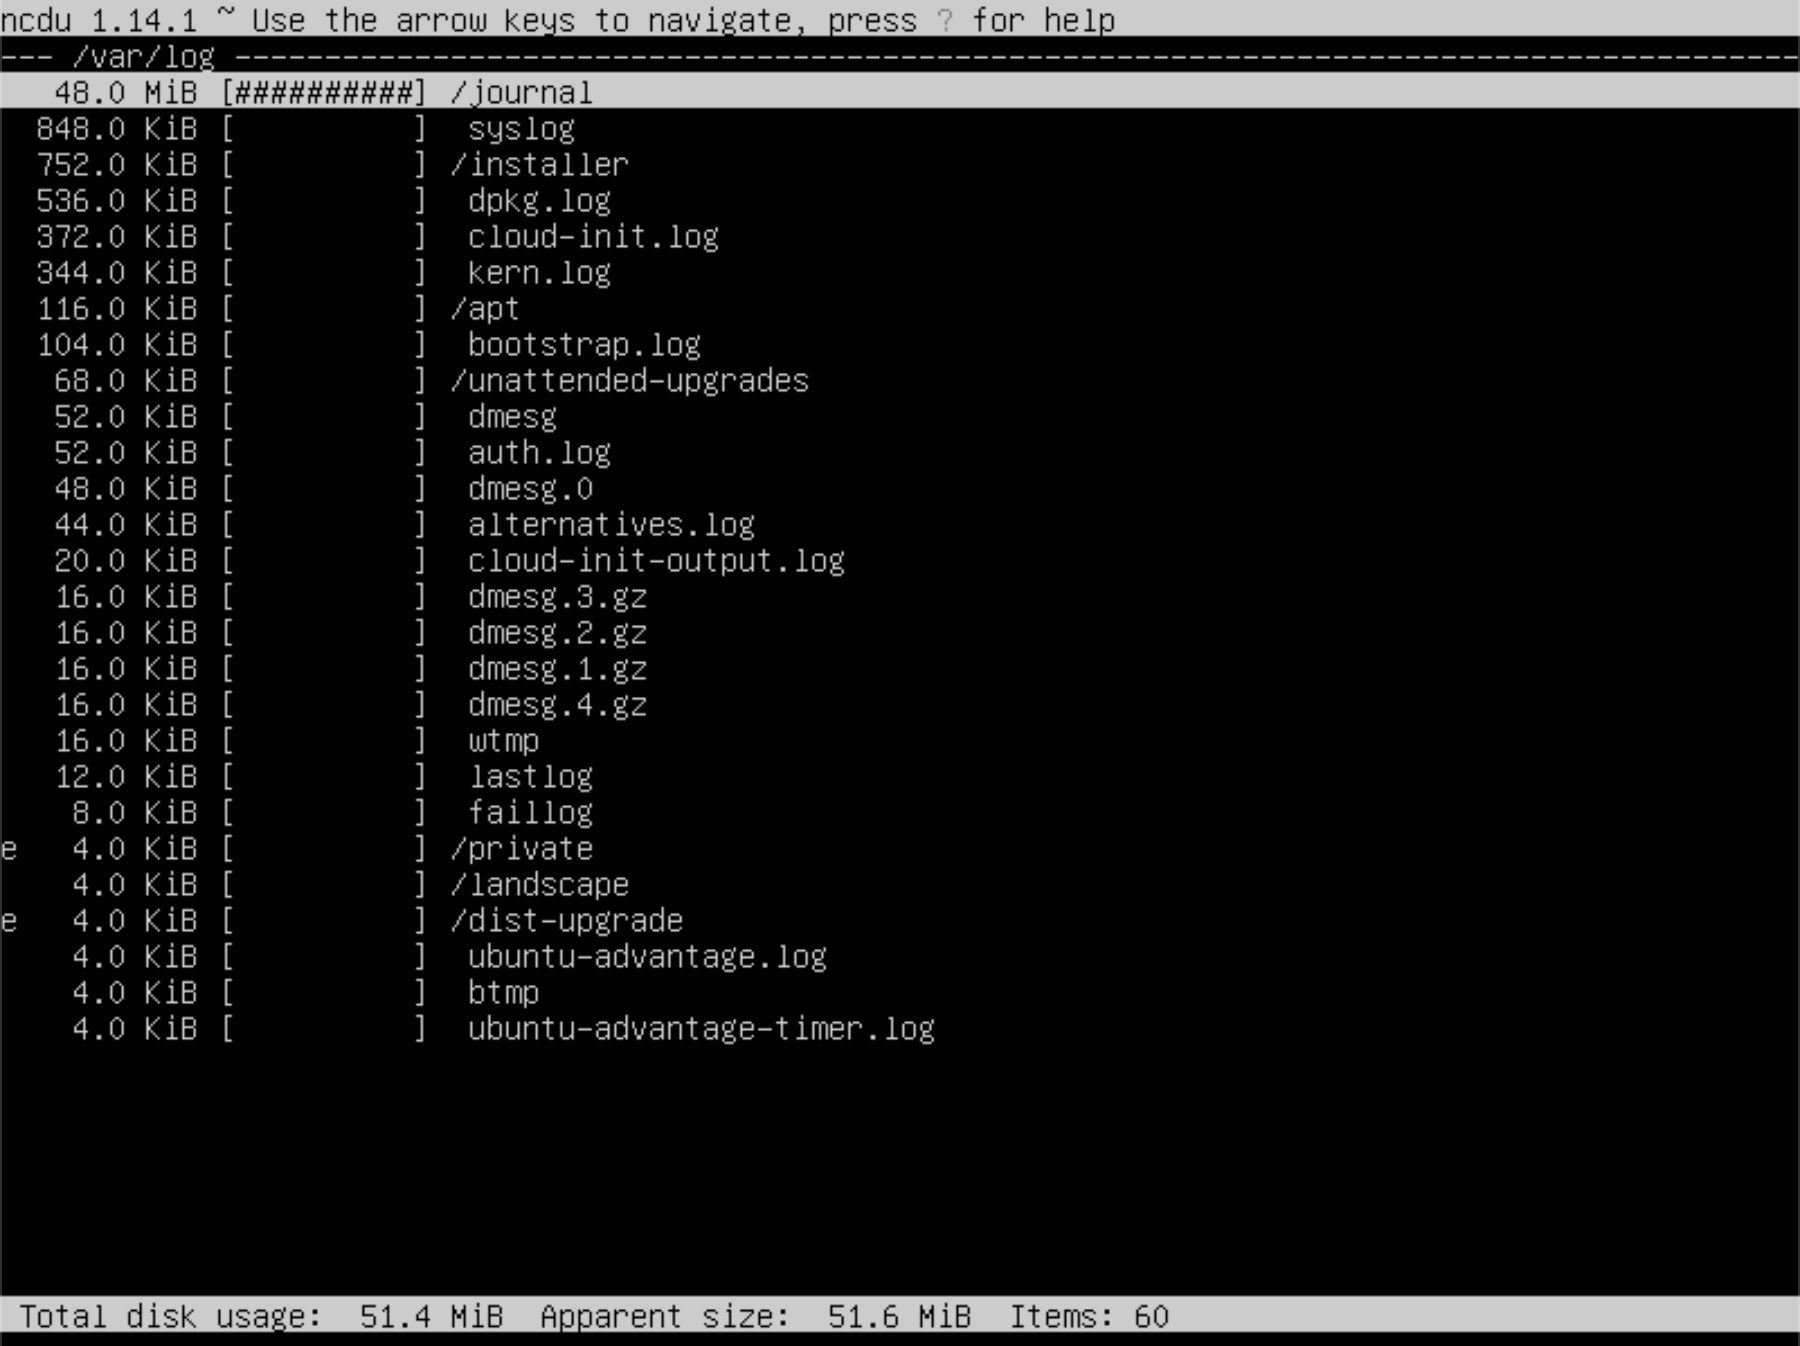 ncdu 1.14.1 ~ Use the arrow keys to navigate, press ? for help
--- /var/log ---------------------------------------------------------------------------------------
   48.0 MiB [##########] /journal
  848.0 KiB [          ]  syslog
  752.0 KiB [          ] /installer
  536.0 KiB [          ]  dpkg.log
  372.0 KiB [          ]  cloud-init.log
  344.0 KiB [          ]  kern.log
  116.0 KiB [          ] /apt
  104.0 KiB [          ]  bootstrap.log
   68.0 KiB [          ] /unattended-upgrades
   52.0 KiB [          ]  dmesg
   52.0 KiB [          ]  auth.log
   48.0 KiB [          ]  dmesg.0
   44.0 KiB [          ]  alternatives.log
   20.0 KiB [          ]  cloud-init-output.log
   16.0 KiB [          ]  dmesg.3.gz
   16.0 KiB [          ]  dmesg.2.gz
   16.0 KiB [          ]  dmesg.1.gz
   16.0 KiB [          ]  dmesg.4.gz
   16.0 KiB [          ]  wtmp
   12.0 KiB [          ]  lastlog
    8.0 KiB [          ]  faillog
e   4.0 KiB [          ] /private
    4.0 KiB [          ] /landscape
e   4.0 KiB [          ] /dist-upgrade
    4.0 KiB [          ]  ubuntu-advantage.log
    4.0 KiB [          ]  btmp
    4.0 KiB [          ]  ubuntu-advantage-timer.log
 Total disk usage:  51.4 MiB  Apparent size:  51.6 MiB  Items: 60